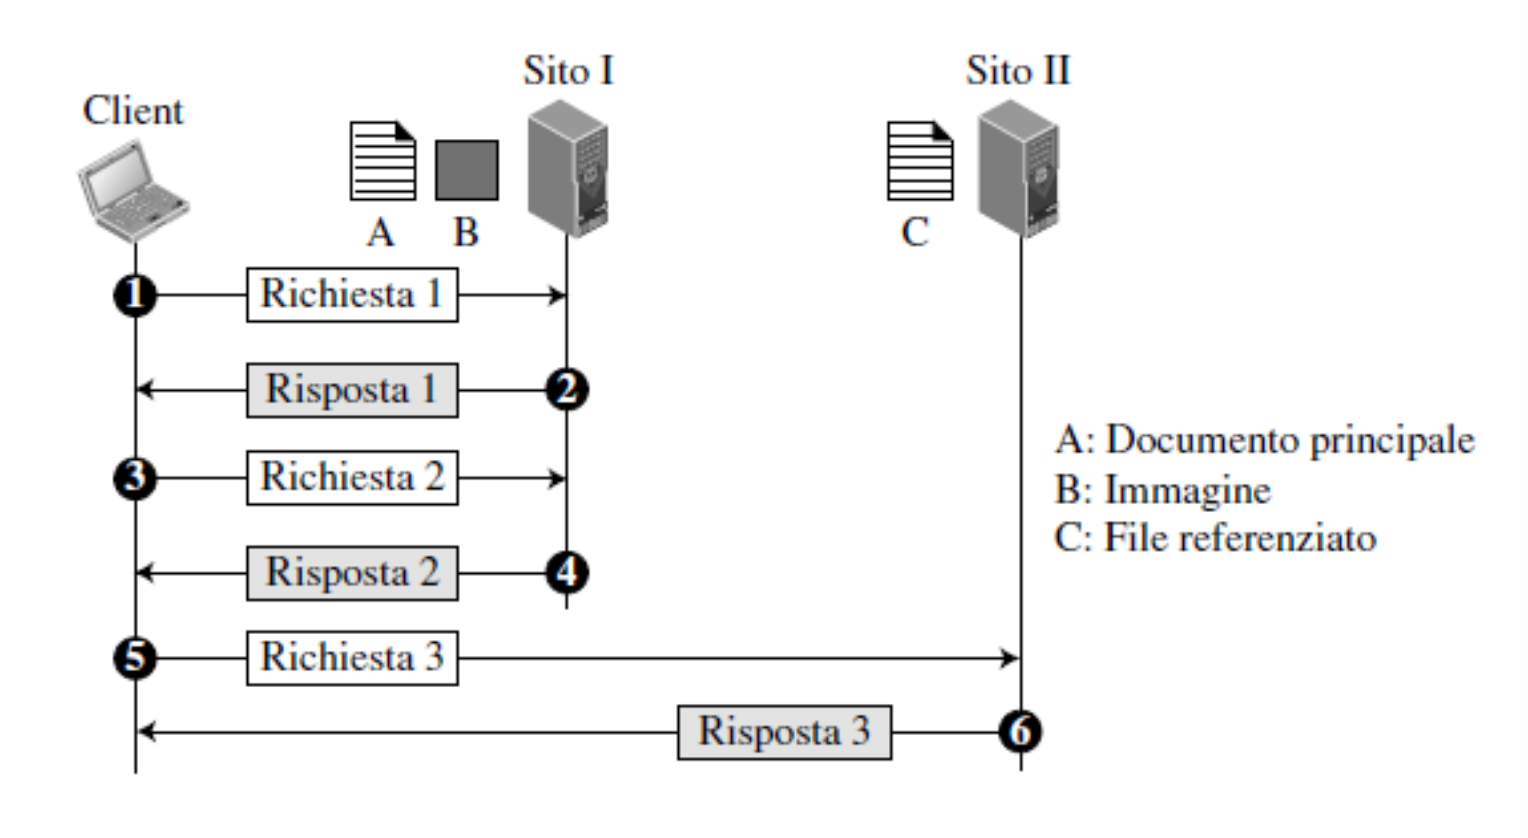 Sito I
Sito II
Client
A
B
C
1
Richiesta 1
Risposta 1
2
3
Richiesta 2
Risposta 2
4
5
Richiesta 3
Risposta 3
6
A: Documento principale
B: Immagine
C: File referenziato